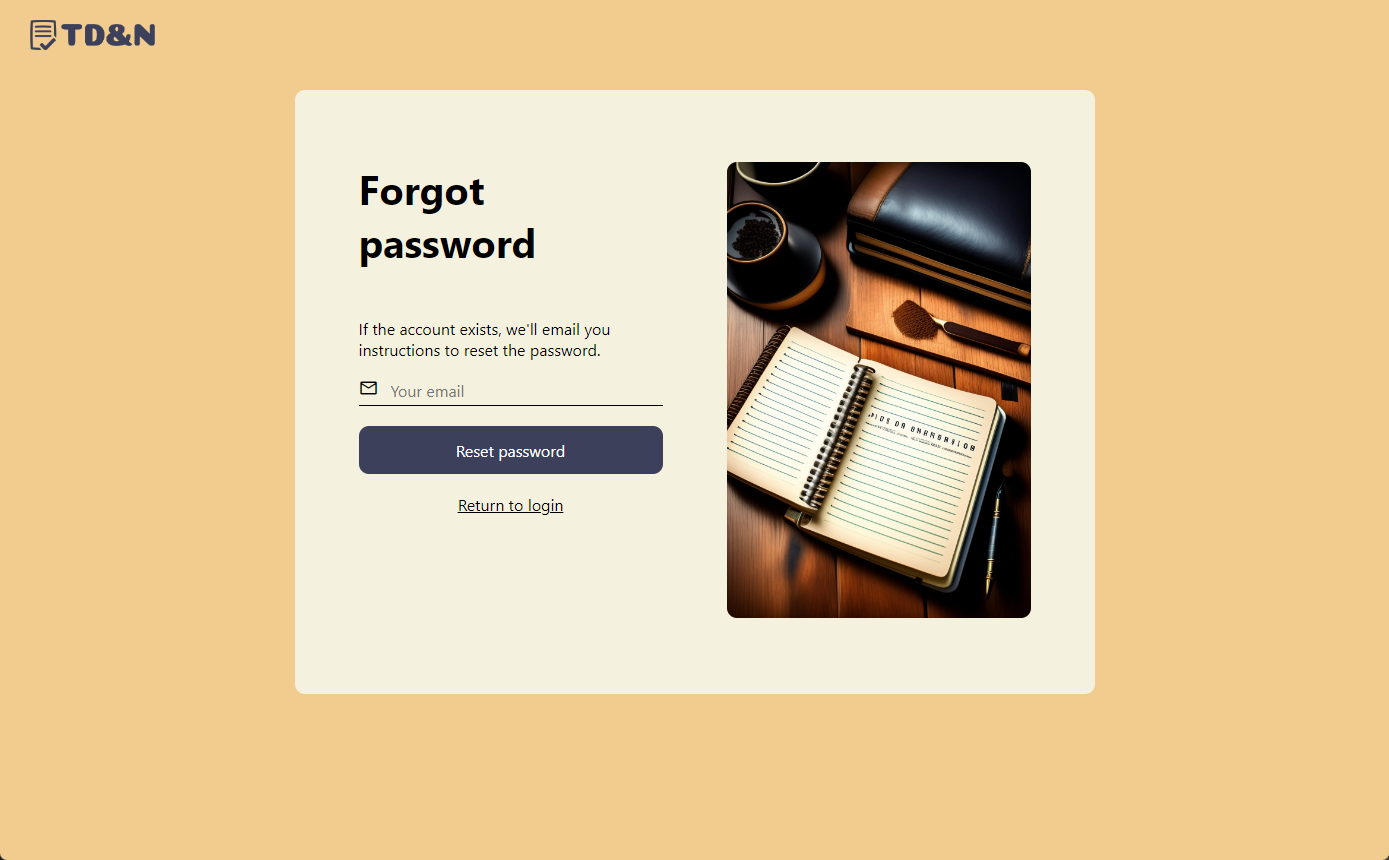 TD&N
Forgot
password
If the account exists, we'll email you
instructions to reset the password.
Your email
Reset password
Return to login